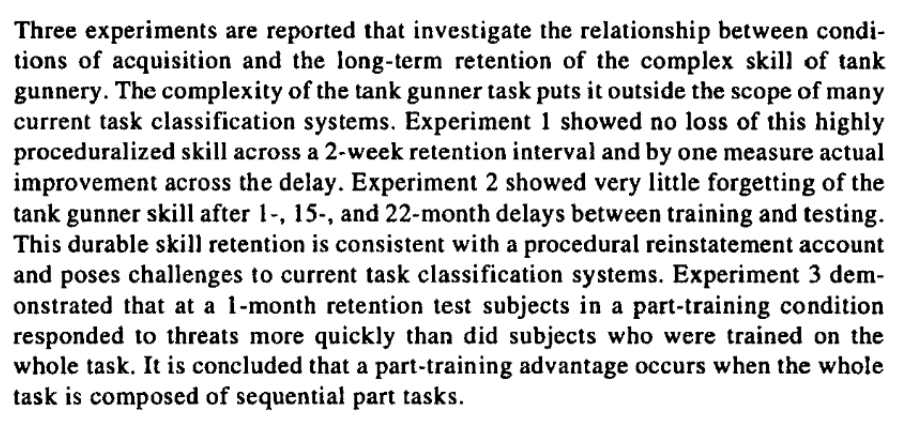 Three experiments are reported that investigate the relationship between condi-
tions of acquisition and the long-term retention of the complex skill of tank
gunnery. The complexity of the tank gunner task puts it outside the scope of many
current task classification systems. Experiment 1 showed no loss of this highly
proceduralized skill across a 2-week retention interval and by one measure actual
improvement across the delay. Experiment 2 showed very little forgetting of the
tank gunner skill after 1-, 15-, and 22-month delays between training and testing.
This durable skill retention is consistent with a procedural reinstatement account
and poses challenges to current task classification systems. Experiment 3 dem-
onstrated that at a 1-month retention test subjects in a part-training condition
responded to threats more quickly than did subjects who were trained on the
whole task. It is concluded that a part-training advantage occurs when the whole
task is composed of sequential part tasks.